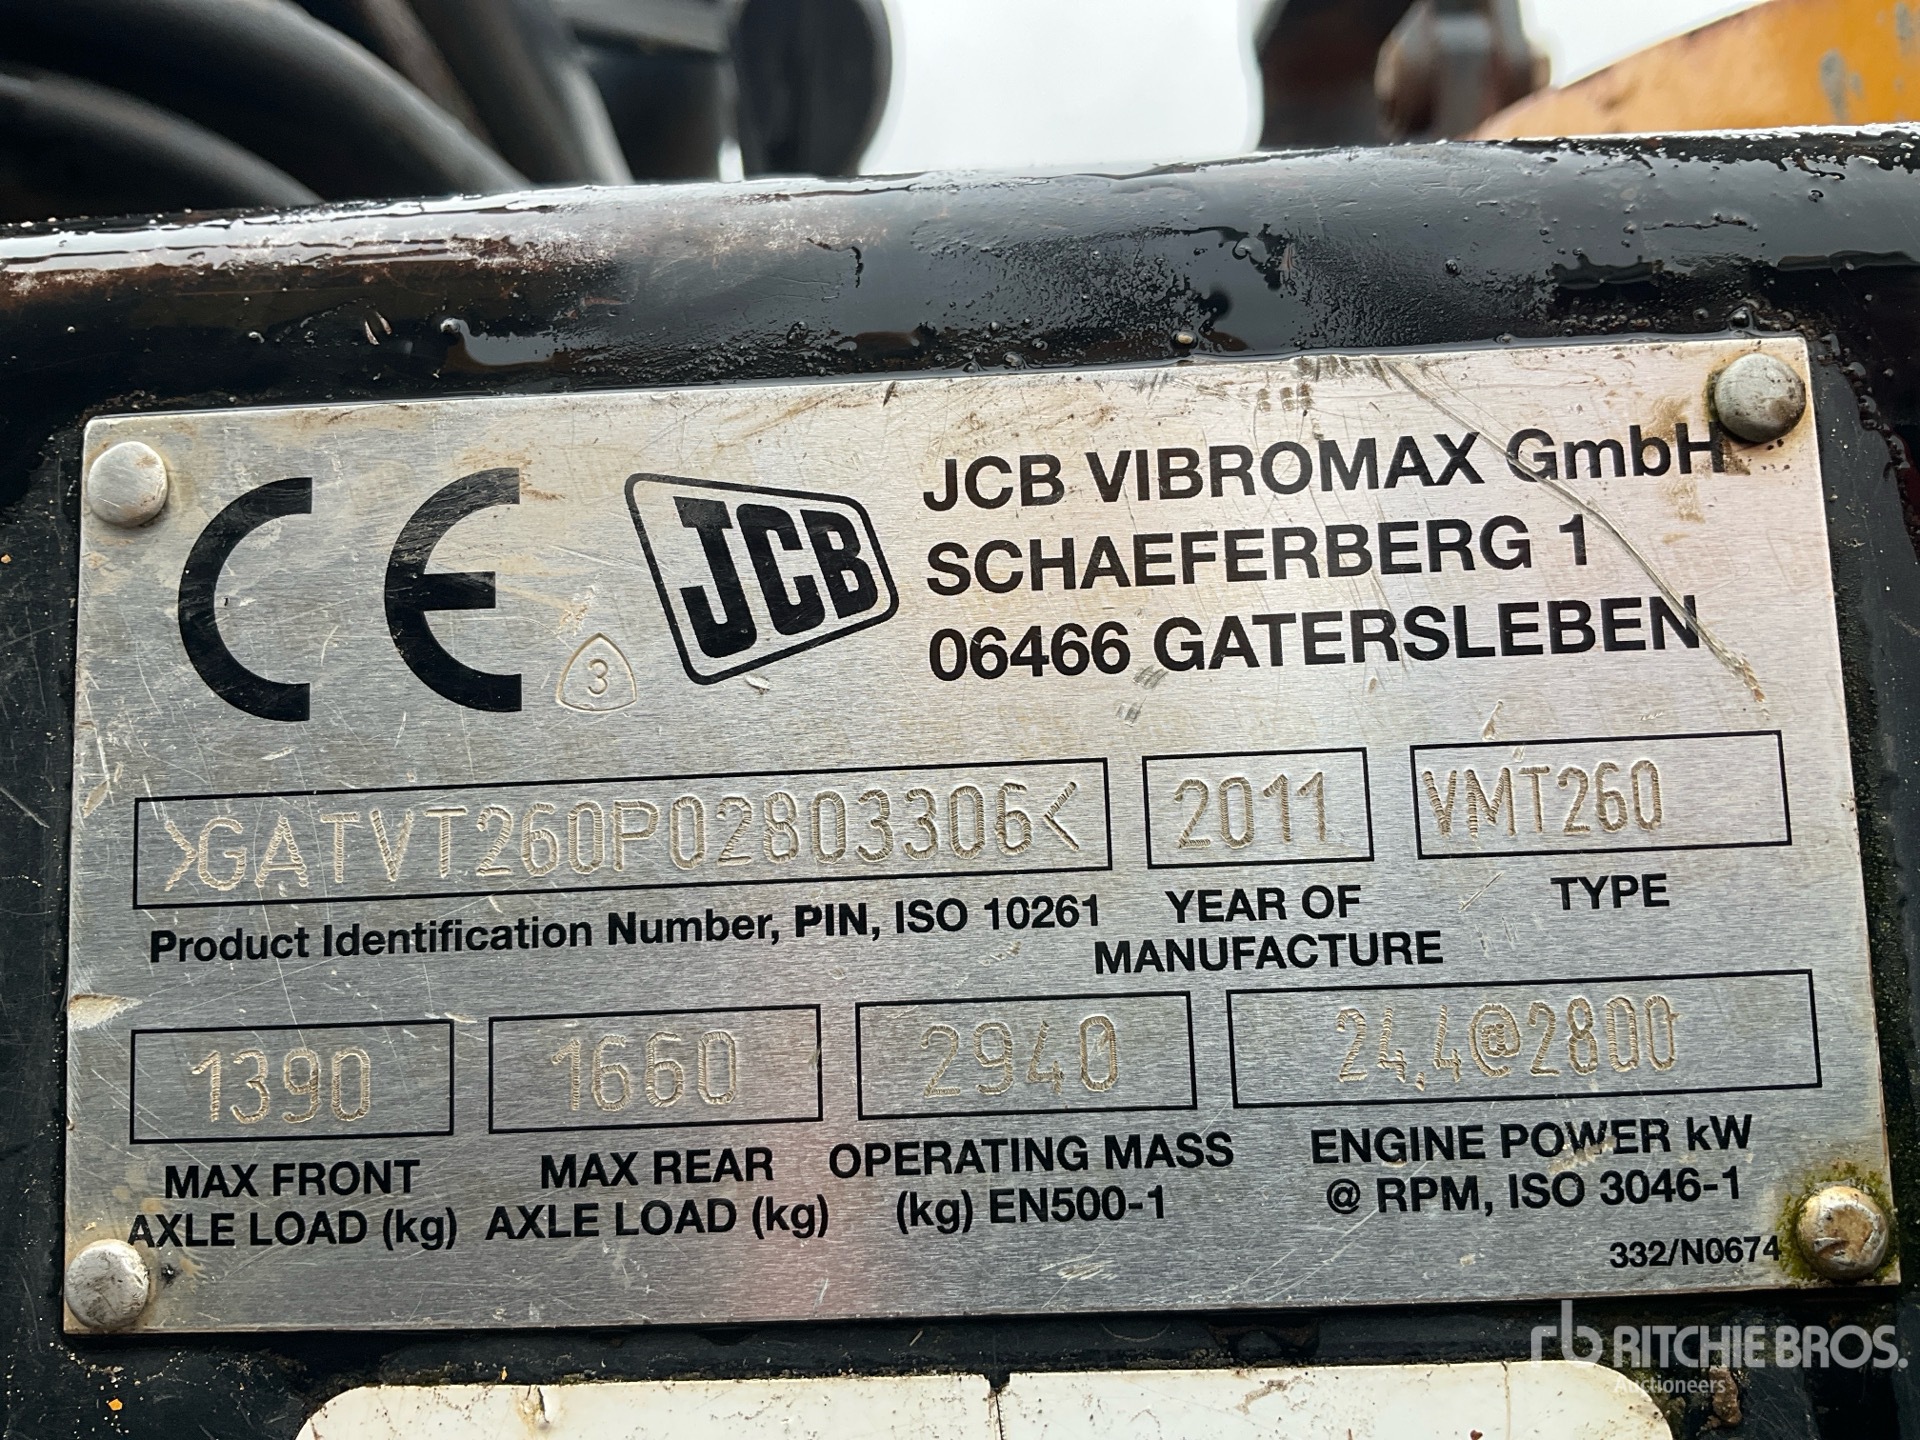 CE
3
JCB
JCB VIBROMAX GmbH
SCHAEFERBERG 1
06466 GATERSLEBEN
>GATVT260P02803306<
2011
VMT260
Product Identification Number, PIN, ISO 10261
YEAR OF
MANUFACTURE
TYPE
1390
1660
2940
24,4@2800
MAX FRONT
AXLE LOAD (kg)
MAX REAR
AXLE LOAD (kg)
OPERATING MASS
(kg) EN500-1
ENGINE POWER kW
@ RPM, ISO 3046-1
332/N0674
rb RITCHIE BROS.
Auctioneers